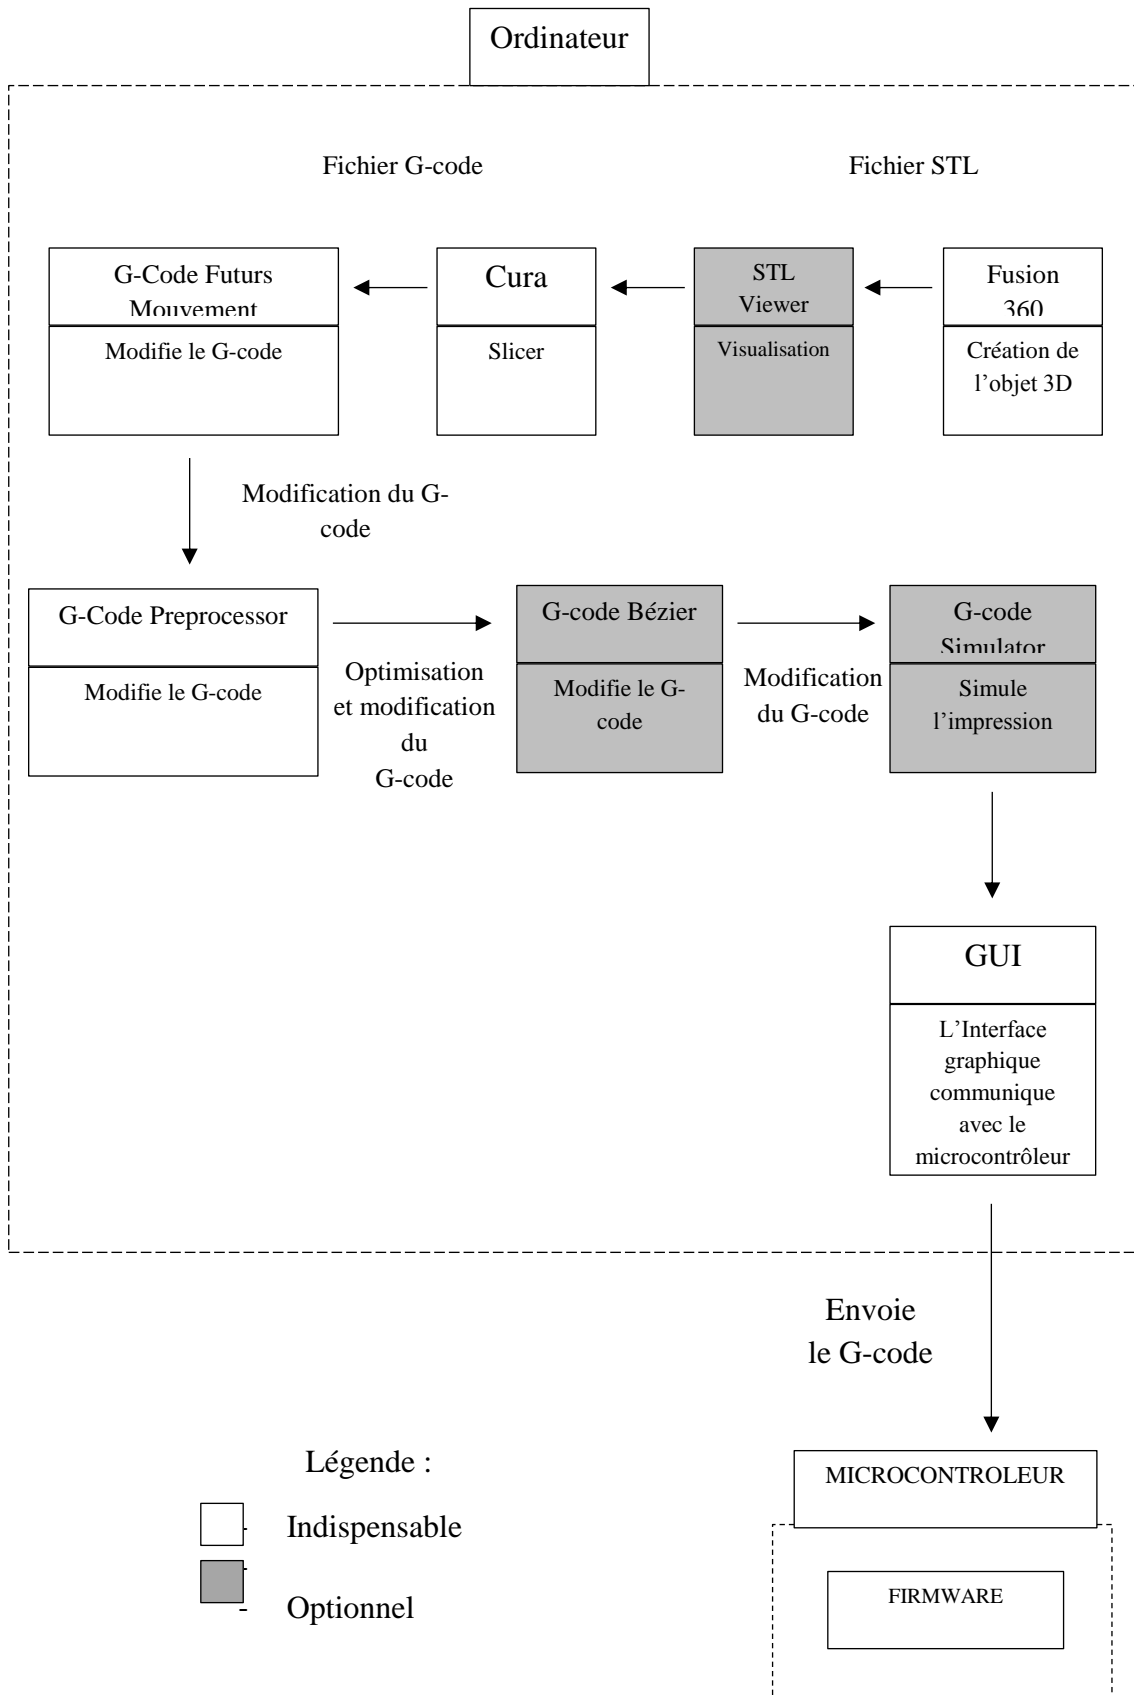 Ordinateur
Fichier G-code
Fichier STL
G-Code Futurs
Mouvement
Modifie le G-code
Cura
Slicer
STL
Viewer
Visualisation
Fusion
360
Création de
l’objet 3D
Modification du G-
code
G-Code Preprocessor
Modifie le G-code
Optimisation
et modification
du
G-code
G-code Bézier
Modifie le G-
code
Modification
du G-code
G-code
Simulator
Simule
l’impression
GUI
L’Interface
graphique
communique
avec le
microcontrôleur
Envoie
le G-code
Légende :
- Indispensable
- Optionnel
MICROCONTROLEUR
FIRMWARE